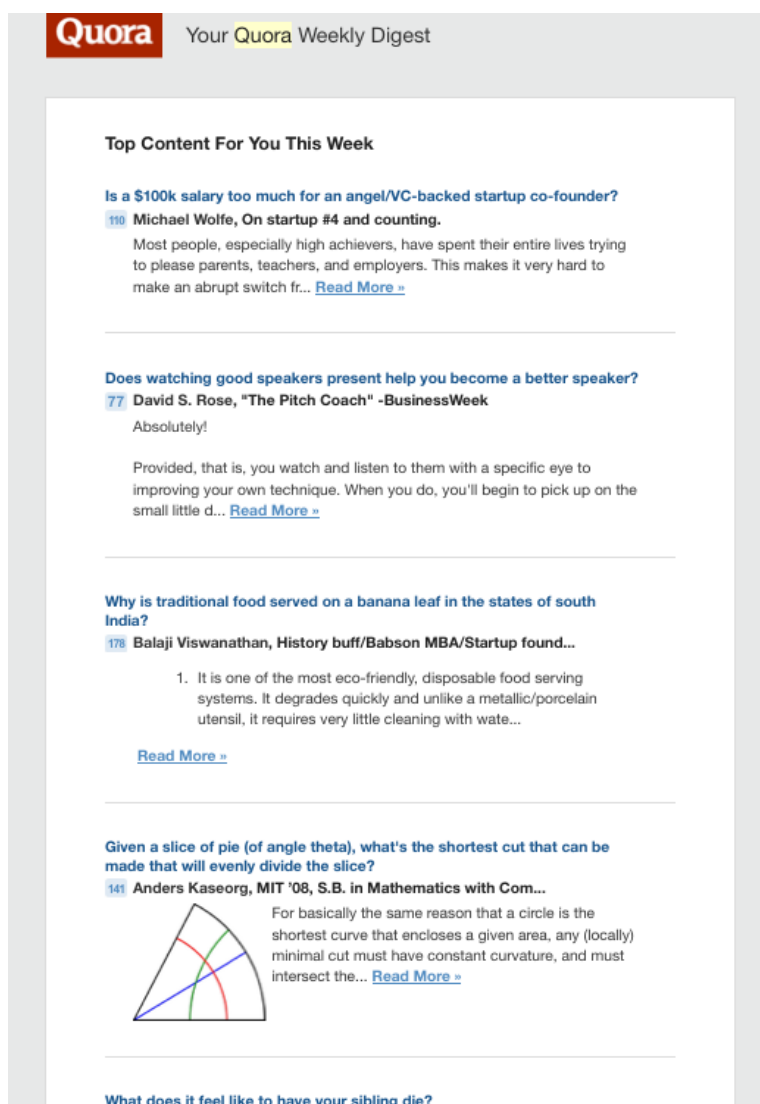 Quora Your Quora Weekly Digest
Top Content For You This Week
Is a $100k salary too much for an angel/VC-backed startup co-founder?
110 Michael Wolfe, On startup #4 and counting.
Most people, especially high achievers, have spent their entire lives trying
to please parents, teachers, and employers. This makes it very hard to
make an abrupt switch fr... Read More »
Does watching good speakers present help you become a better speaker?
77 David S. Rose, "The Pitch Coach" -BusinessWeek
Absolutely!
Provided, that is, you watch and listen to them with a specific eye to
improving your own technique. When you do, you'll begin to pick up on the
small little d... Read More »
Why is traditional food served on a banana leaf in the states of south
India?
178 Balaji Viswanathan, History buff/Babson MBA/Startup found...
1. It is one of the most eco-friendly, disposable food serving
systems. It degrades quickly and unlike a metallic/porcelain
utensil, it requires very little cleaning with wate...
Read More »
Given a slice of pie (of angle theta), what's the shortest cut that can be
made that will evenly divide the slice?
141 Anders Kaseorg, MIT '08, S.B. in Mathematics with Com...
For basically the same reason that a circle is the
shortest curve that encloses a given area, any (locally)
minimal cut must have constant curvature, and must
intersect the... Read More »
What does it feel like to have your sibling die?